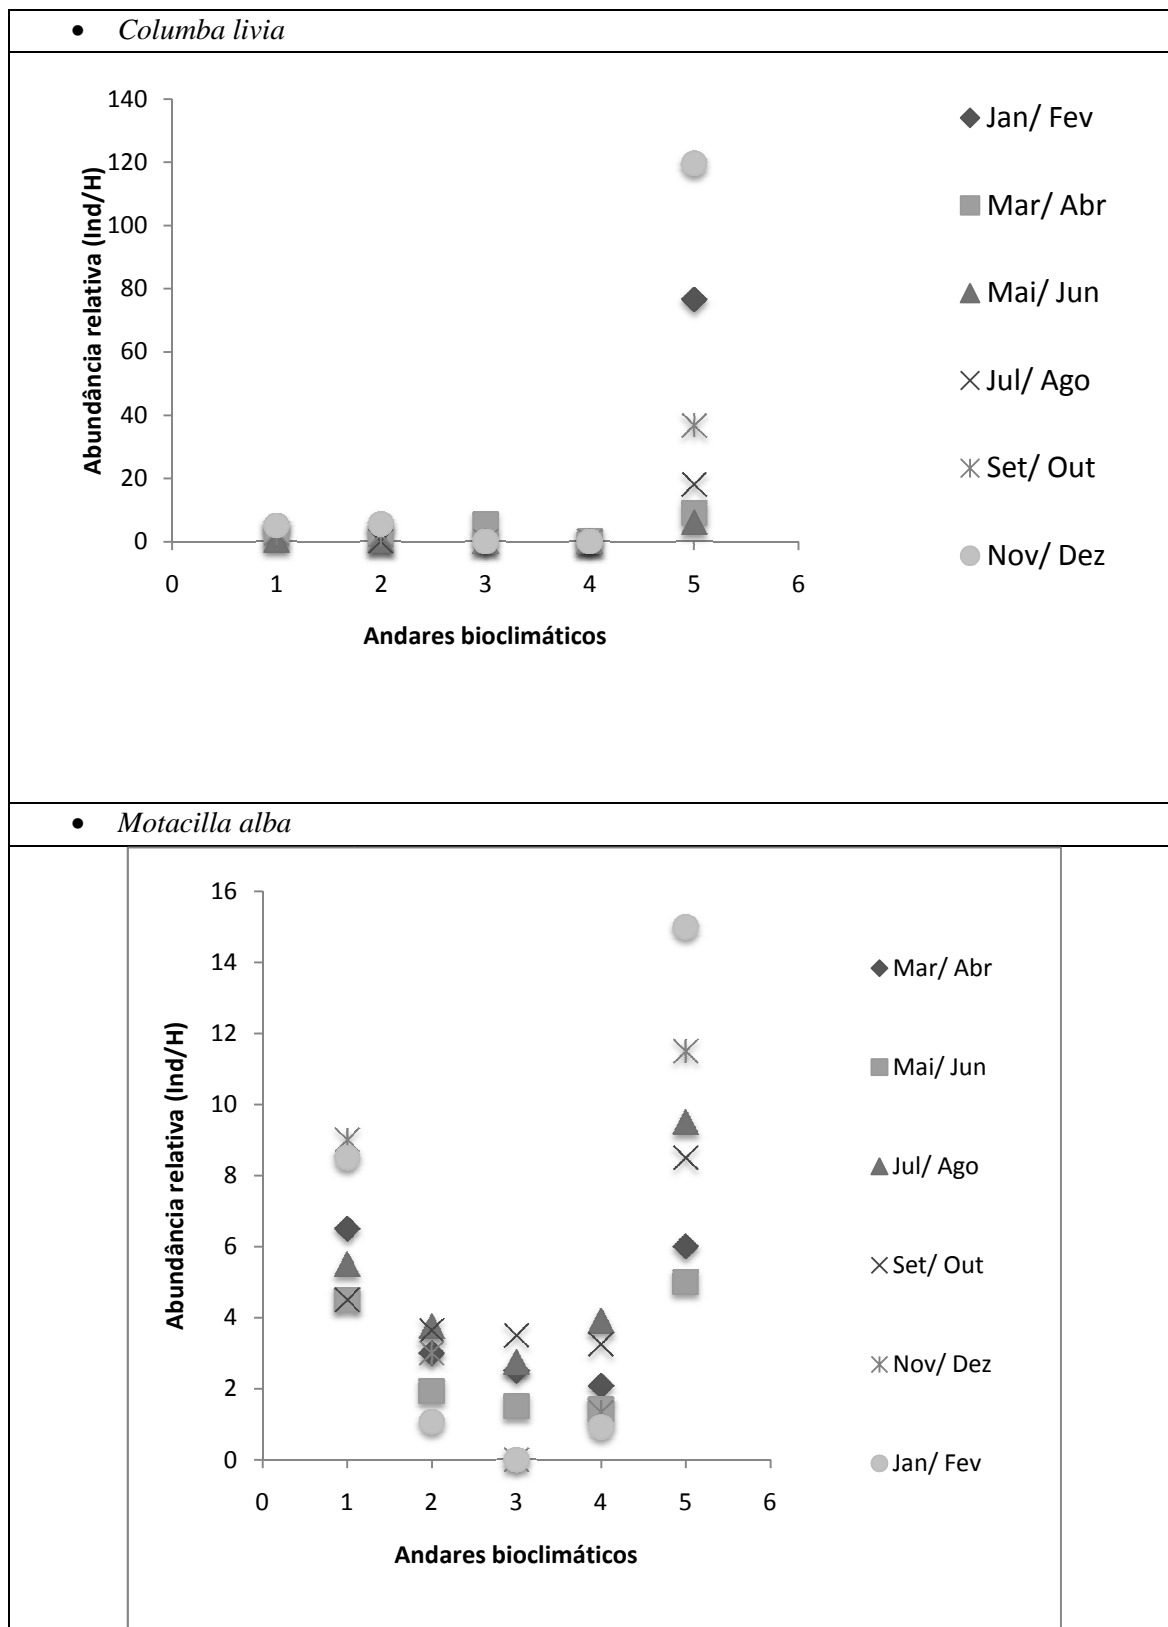 • Columba livia
140
120
100
80
60
40
20
0
0 1 2 3 4 5 6
Abundância relativa (Ind/H)
Andares bioclimáticos
Jan/ Fev
Mar/ Abr
Mai/ Jun
Jul/ Ago
Set/ Out
Nov/ Dez
• Motacilla alba
16
14
12
10
8
6
4
2
0
0 1 2 3 4 5 6
Abundância relativa (Ind/H)
Andares bioclimáticos
Mar/ Abr
Mai/ Jun
Jul/ Ago
Set/ Out
Nov/ Dez
Jan/ Fev